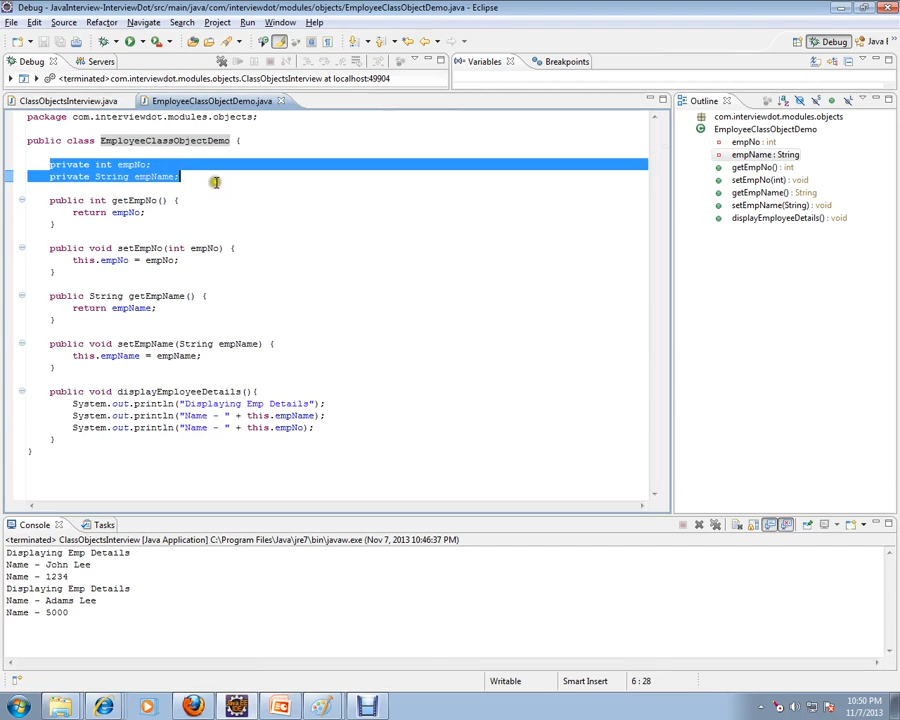 Debug - JavaInterview-InterviewDot/src/main/java/com/interviewdot/modules/objects/EmployeeClassObjectDemo.java - Eclipse
File Edit Source Refactor Navigate Search Project Run Window Help
Debug Java E
Debug Servers
<terminated> com.interviewdot.modules.objects.ClassObjectsInterview at localhost:49904
Variables Breakpoints
ClassObjectsInterview.java EmployeeClassObjectDemo.java
package com.interviewdot.modules.objects;
public class EmployeeClassObjectDemo {
private int empNo;
private String empName;
public int getEmpNo() {
return empNo;
}
public void setEmpNo(int empNo) {
this.empNo = empNo;
}
public String getEmpName() {
return empName;
}
public void setEmpName(String empName) {
this.empName = empName;
}
public void displayEmployeeDetails(){
System.out.println("Displaying Emp Details");
System.out.println("Name - " + this.empName);
System.out.println("Name - " + this.empNo);
}
}
Outline
com.interviewdot.modules.objects
EmployeeClassObjectDemo
empNo : int
empName : String
getEmpNo() : int
setEmpNo(int) : void
getEmpName() : String
setEmpName(String) : void
displayEmployeeDetails() : void
Console Tasks
<terminated> ClassObjectsInterview [Java Application] C:\Program Files\Java\jre7\bin\javaw.exe (Nov 7, 2013 10:46:37 PM)
Displaying Emp Details
Name - John Lee
Name - 1234
Displaying Emp Details
Name - Adams Lee
Name - 5000
Writable Smart Insert 6 : 28
10:50 PM
11/7/2013